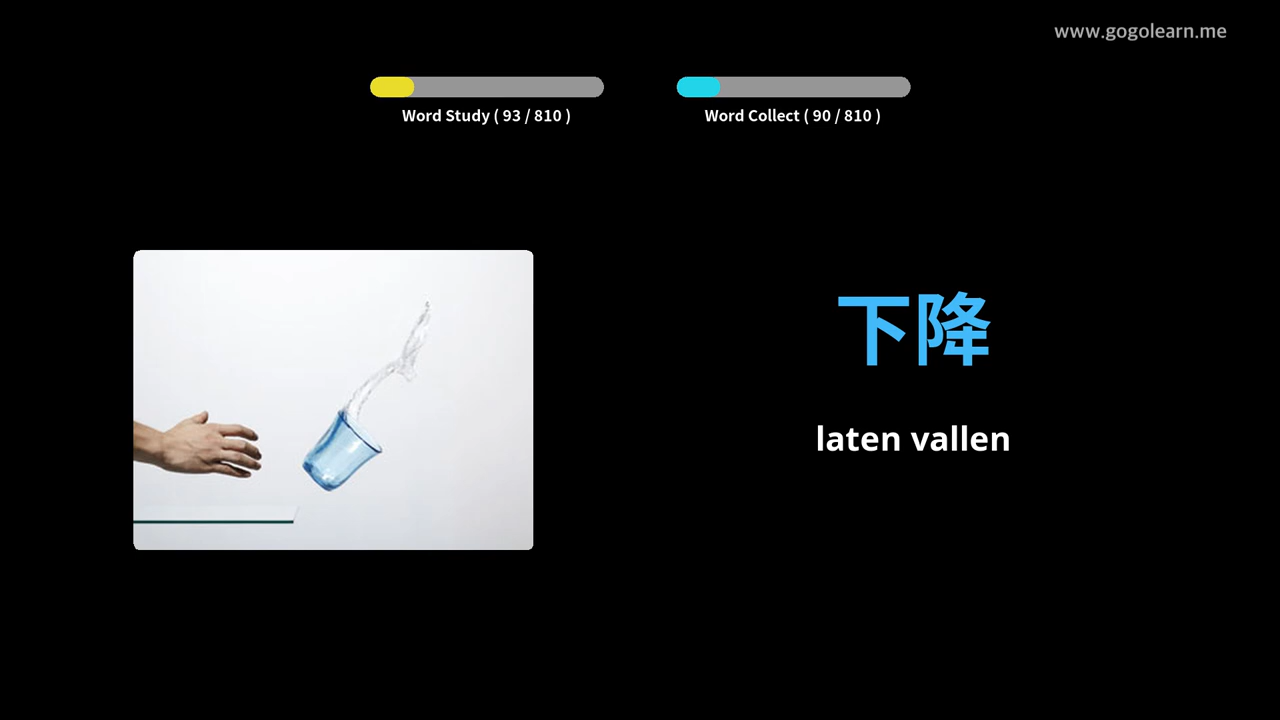 www.gogolearn.me
Word Study ( 93 / 810 )
Word Collect ( 90 / 810 )
下降
laten vallen